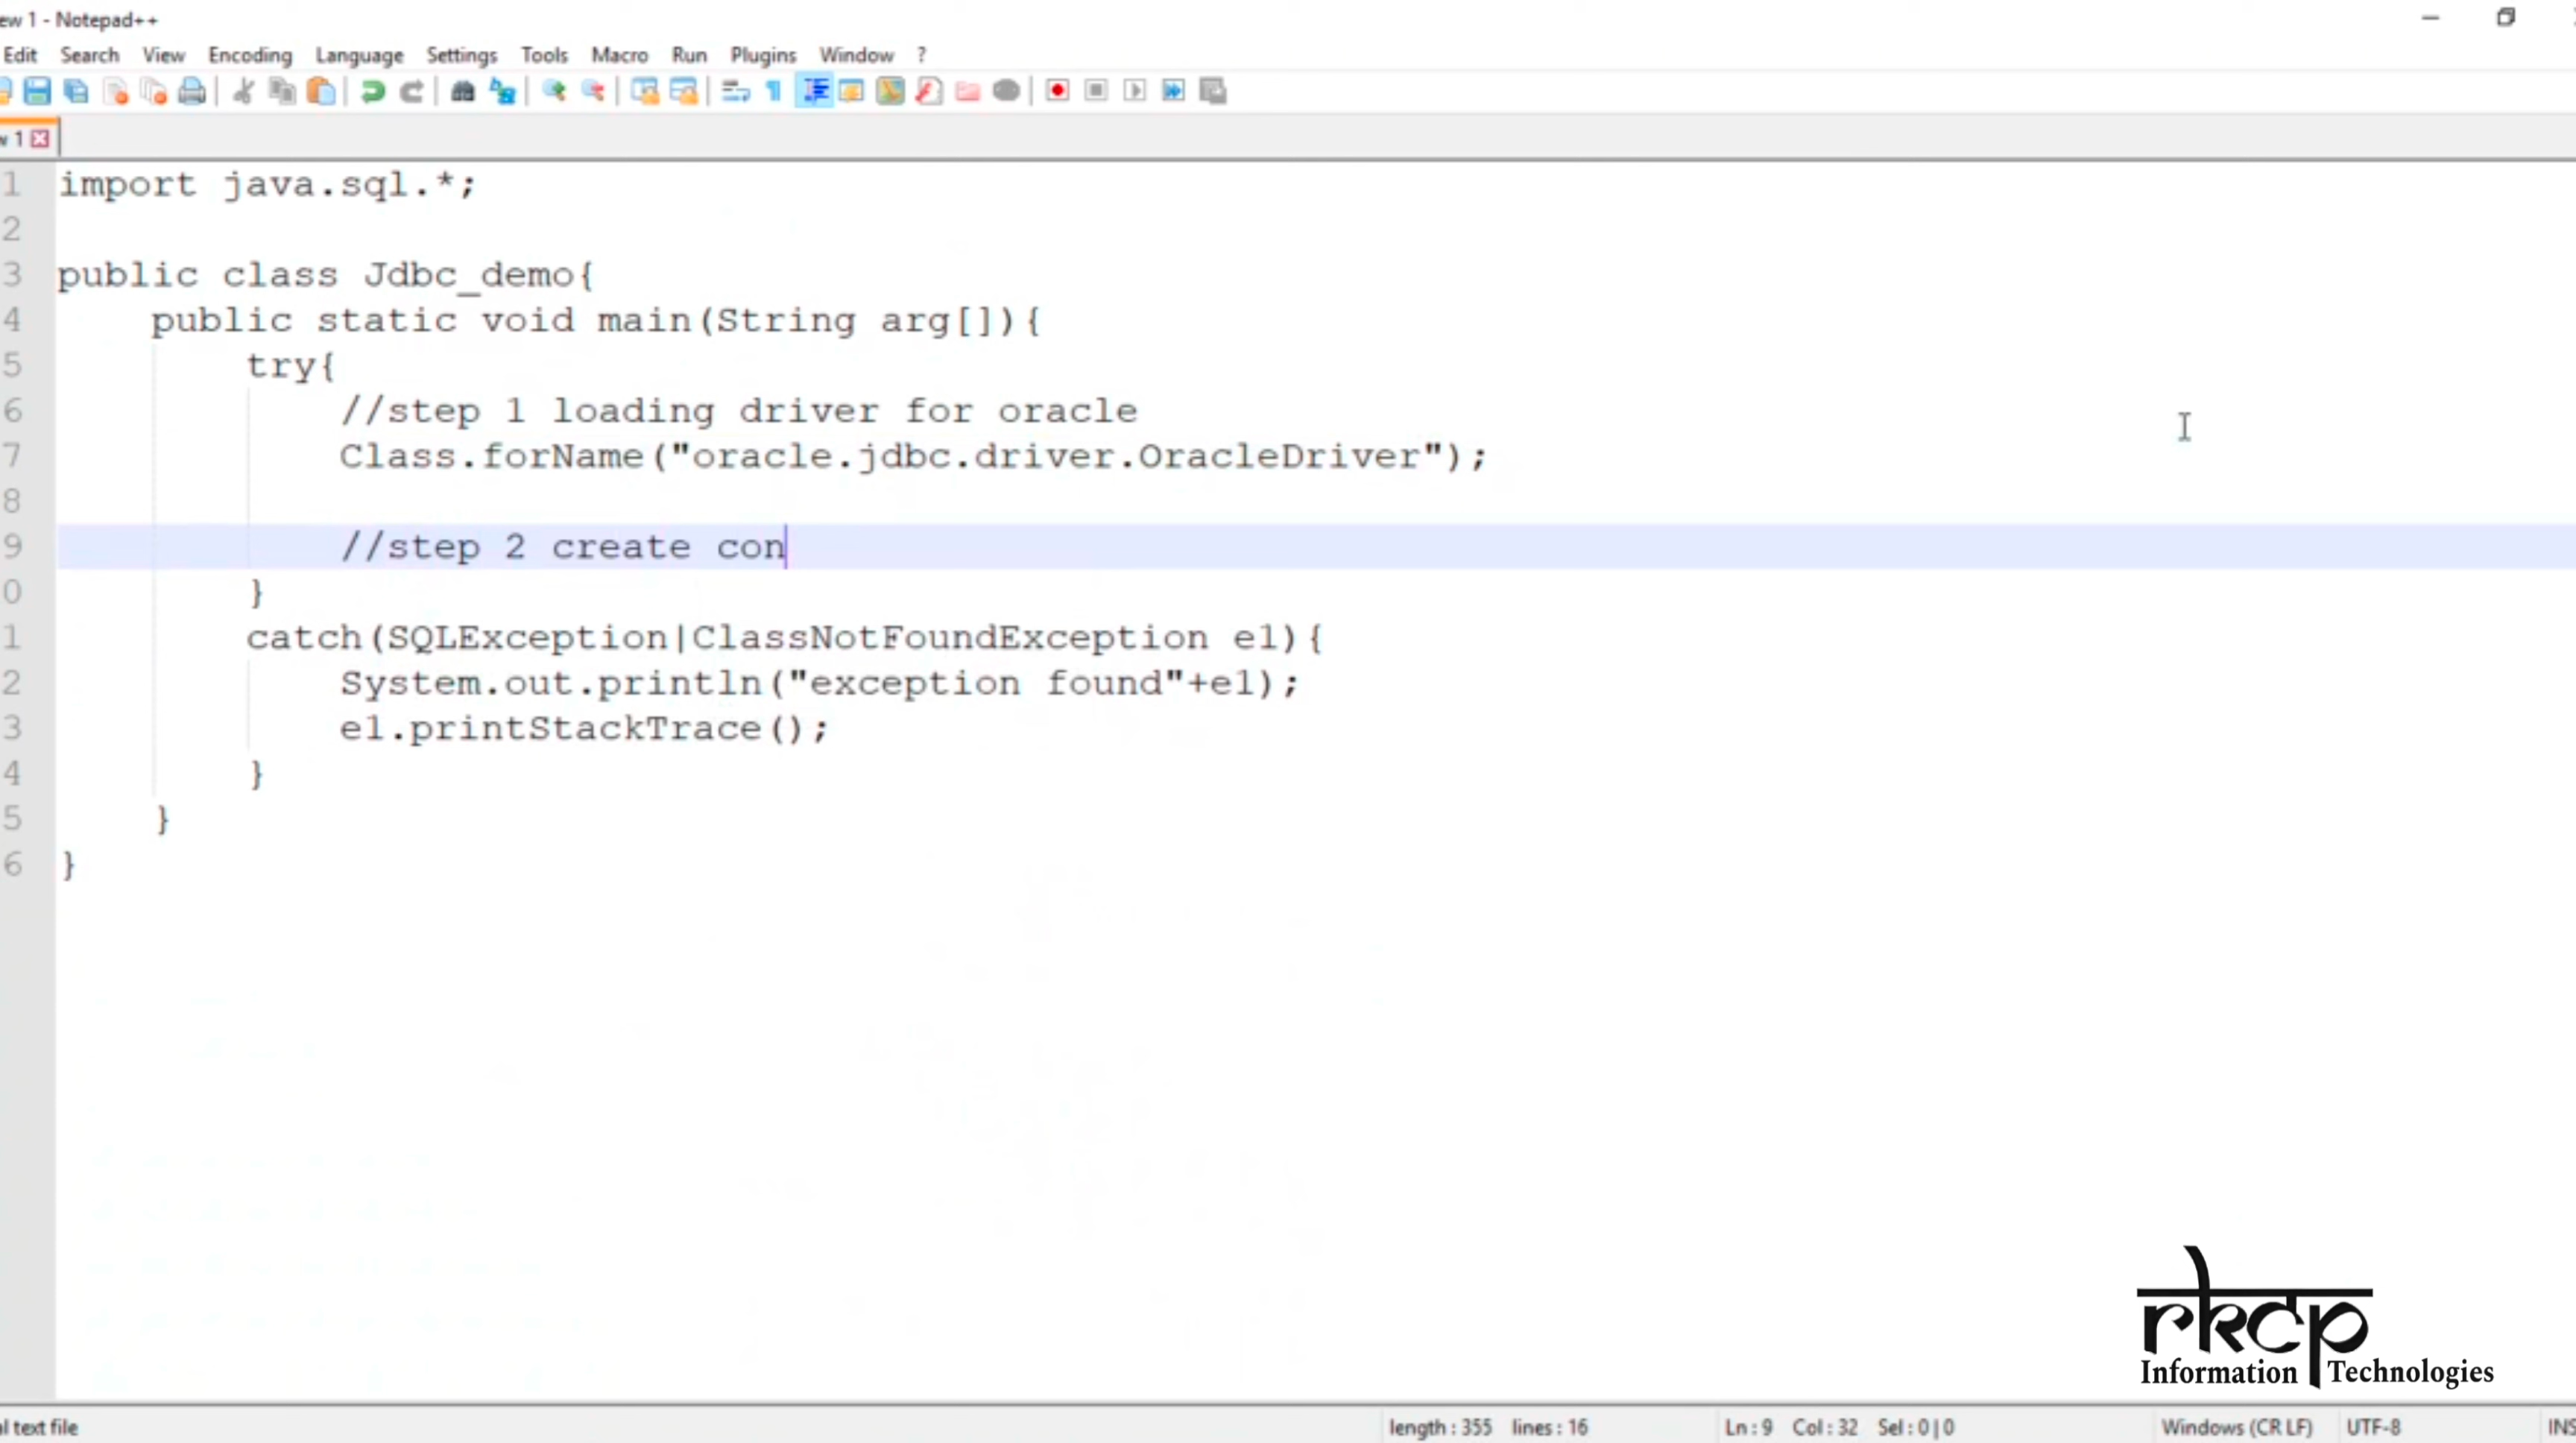 ew 1 - Notepad++
Edit Search View Encoding Language Settings Tools Macro Run Plugins Window ?
w 1
1 import java.sql.*;
2
3 public class Jdbc_demo{
4 public static void main(String arg[]){
5 try{
6 //step 1 loading driver for oracle
7 Class.forName("oracle.jdbc.driver.OracleDriver");
8
9 //step 2 create con
0 }
1 catch(SQLException|ClassNotFoundException e1){
2 System.out.println("exception found"+e1);
3 e1.printStackTrace();
4 }
5 }
6 }
rkcp
Information Technologies
l text file length : 355 lines : 16 Ln : 9 Col : 32 Sel : 0 | 0 Windows (CR LF) UTF-8 INS